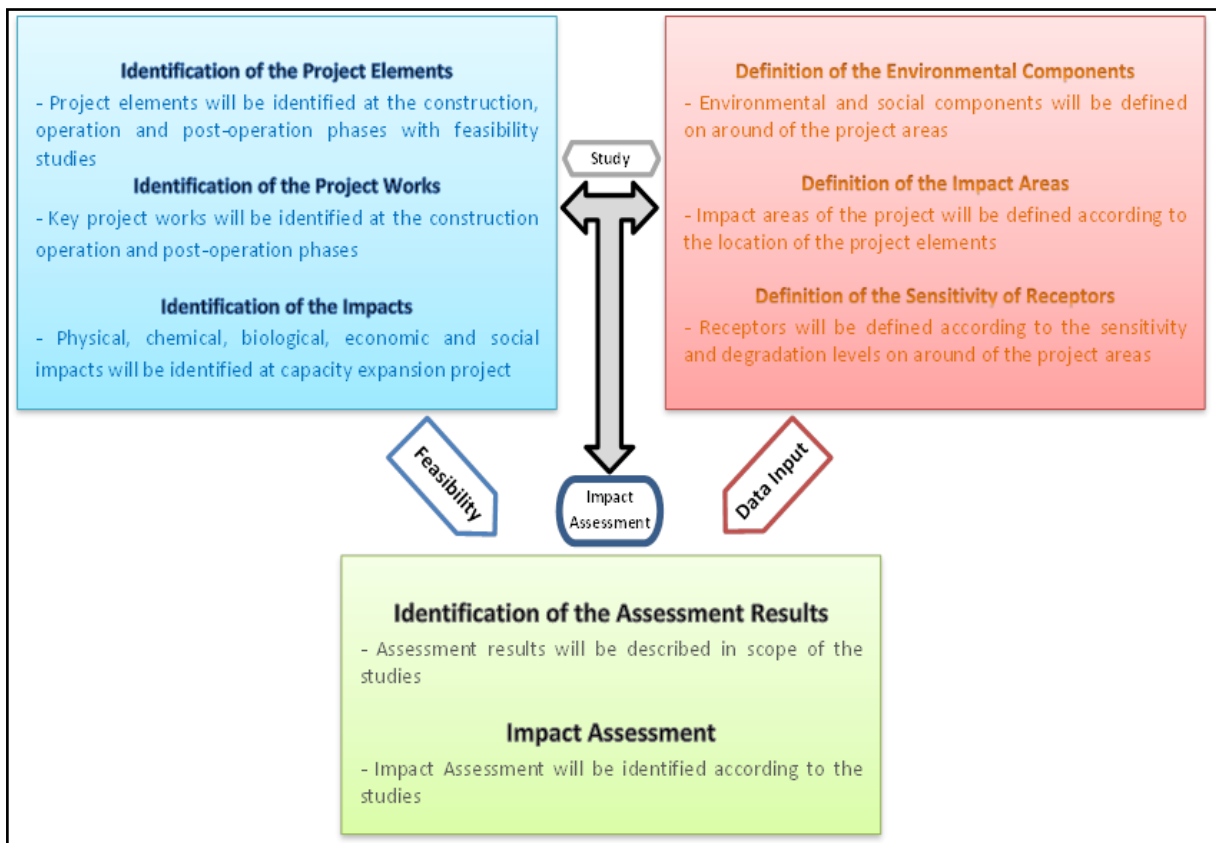 Identification of the Project Elements
- Project elements will be identified at the construction,
operation and post-operation phases with feasibility
studies
Identification of the Project Works
- Key project works will be identified at the construction
operation and post-operation phases
Identification of the Impacts
- Physical, chemical, biological, economic and social
impacts will be identified at capacity expansion project
Study
Definition of the Environmental Components
- Environmental and social components will be defined
on around of the project areas
Definition of the Impact Areas
- Impact areas of the project will be defined according to
the location of the project elements
Definition of the Sensitivity of Receptors
- Receptors will be defined according to the sensitivity
and degradation levels on around of the project areas
Feasibility
Impact
Assessment
Data Input
Identification of the Assessment Results
- Assessment results will be described in scope of the
studies
Impact Assessment
- Impact Assessment will be identified according to the
studies